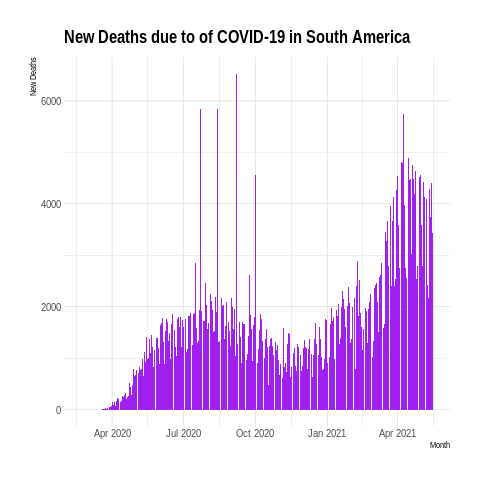 New Deaths due to of COVID-19 in South America
New Deaths
6000
4000
2000
0
Apr 2020 Jul 2020 Oct 2020 Jan 2021 Apr 2021
Month